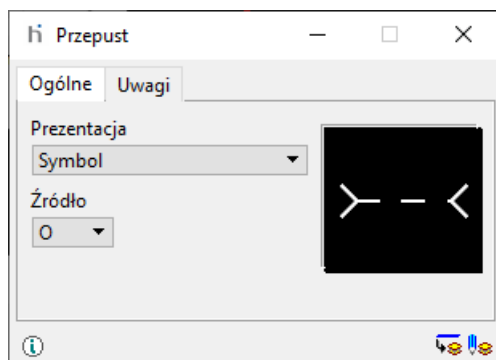 Przepust
Ogólne Uwagi
Prezentacja
Symbol
Źródło
O